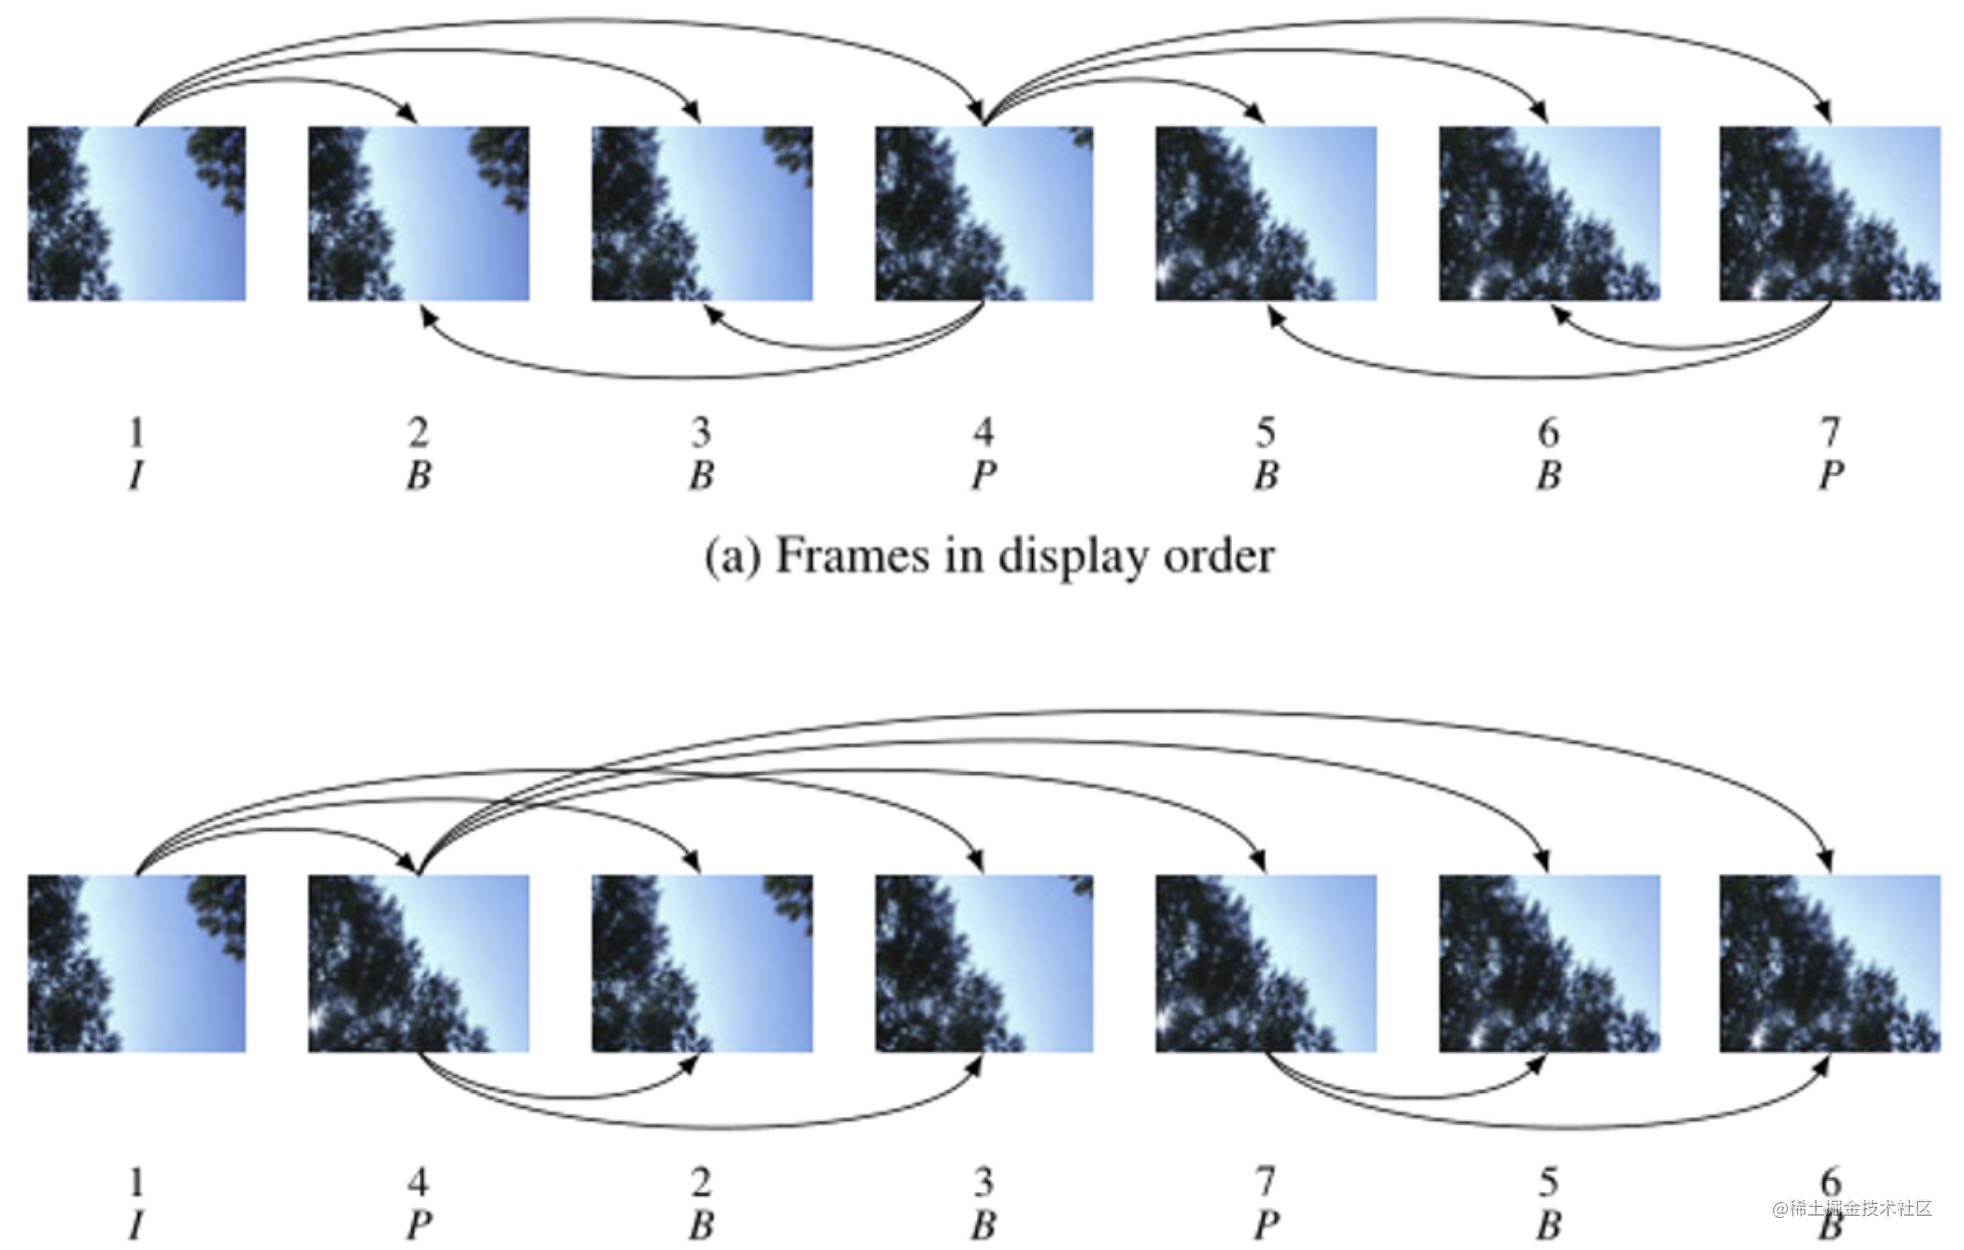 1 2 3 4 5 6 7
I B B P B B P
(a) Frames in display order
1 4 2 3 7 5 6
I P B B P B B
@稀土掘金技术社区